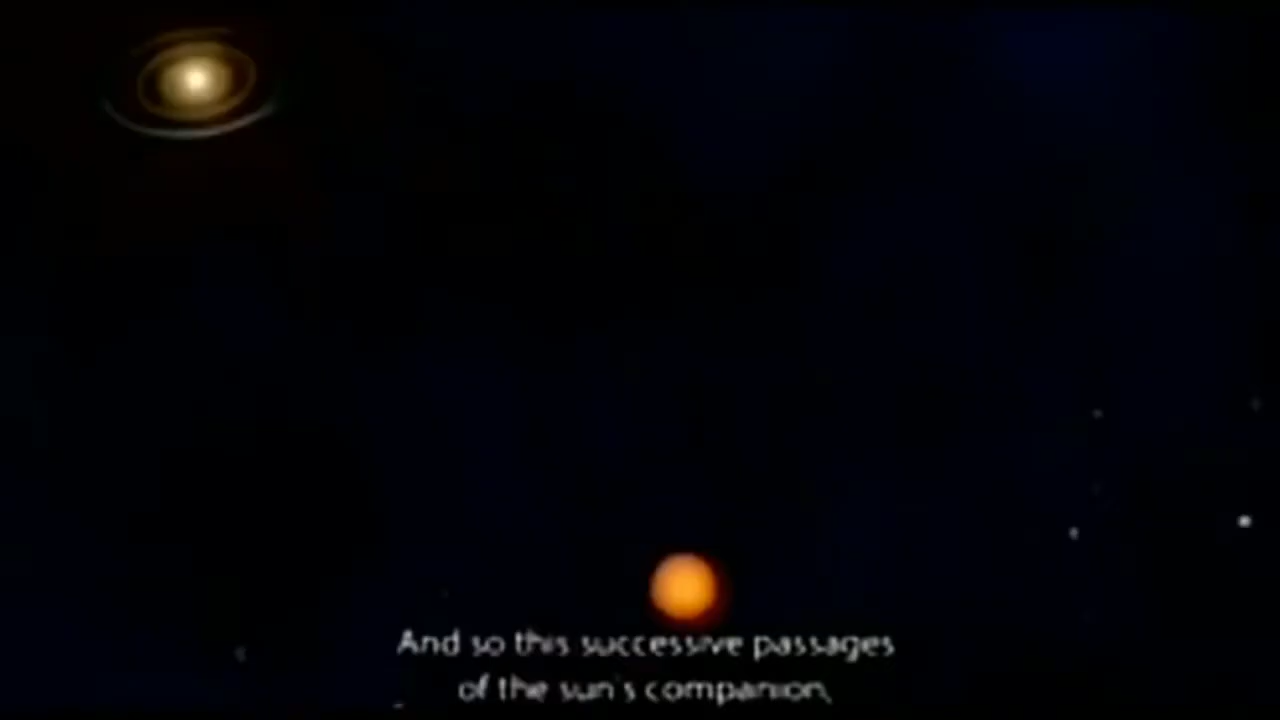 And so this successive passages
of the sun's companion,